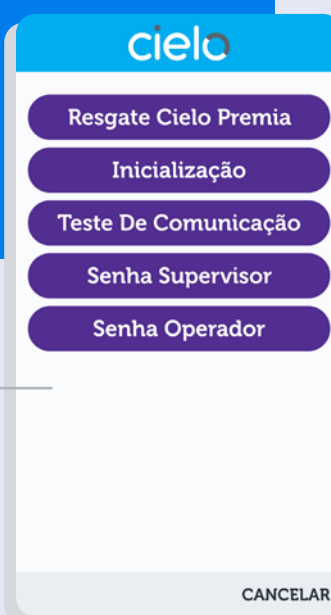 cielo
Resgate Cielo Premia
Inicialização
Teste De Comunicação
Senha Supervisor
Senha Operador
CANCELAR